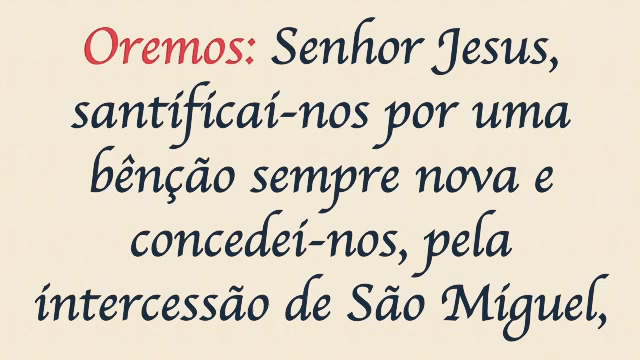 Oremos: Senhor Jesus,
santificai-nos por uma
bênção sempre nova e
concedei-nos, pela
intercessão de São Miguel,